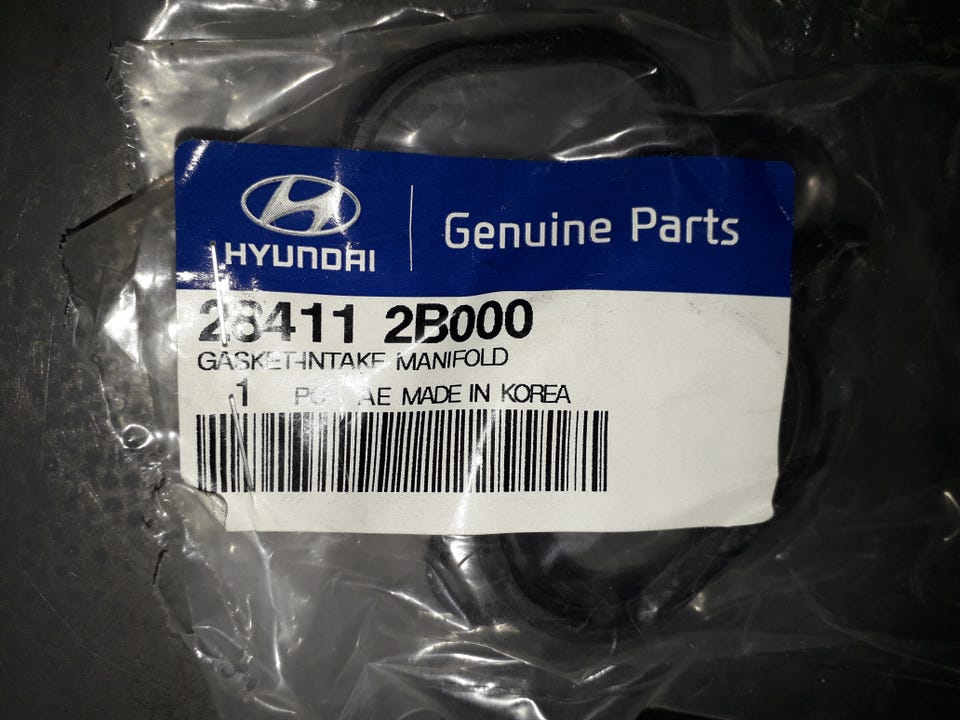 HYUNDAI
Genuine Parts
28411 2B000
GASKET-INTAKE MANIFOLD
1 PC AE MADE IN KOREA